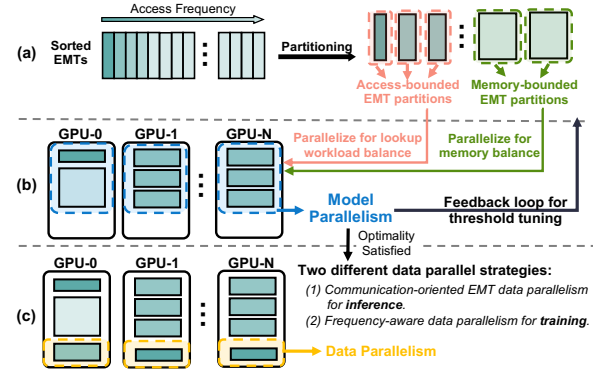 Access Frequency
(a)
Sorted
EMTs
Partitioning
Access-bounded
EMT partitions
Memory-bounded
EMT partitions
GPU-0
GPU-1
GPU-N
Parallelize for lookup
workload balance
Parallelize for
memory balance
(b)
Model
Parallelism
Feedback loop for
threshold tuning
Optimality
Satisfied
GPU-0
GPU-1
GPU-N
Two different data parallel strategies:
(1) Communication-oriented EMT data parallelism
for inference.
(2) Frequency-aware data parallelism for training.
(c)
Data Parallelism